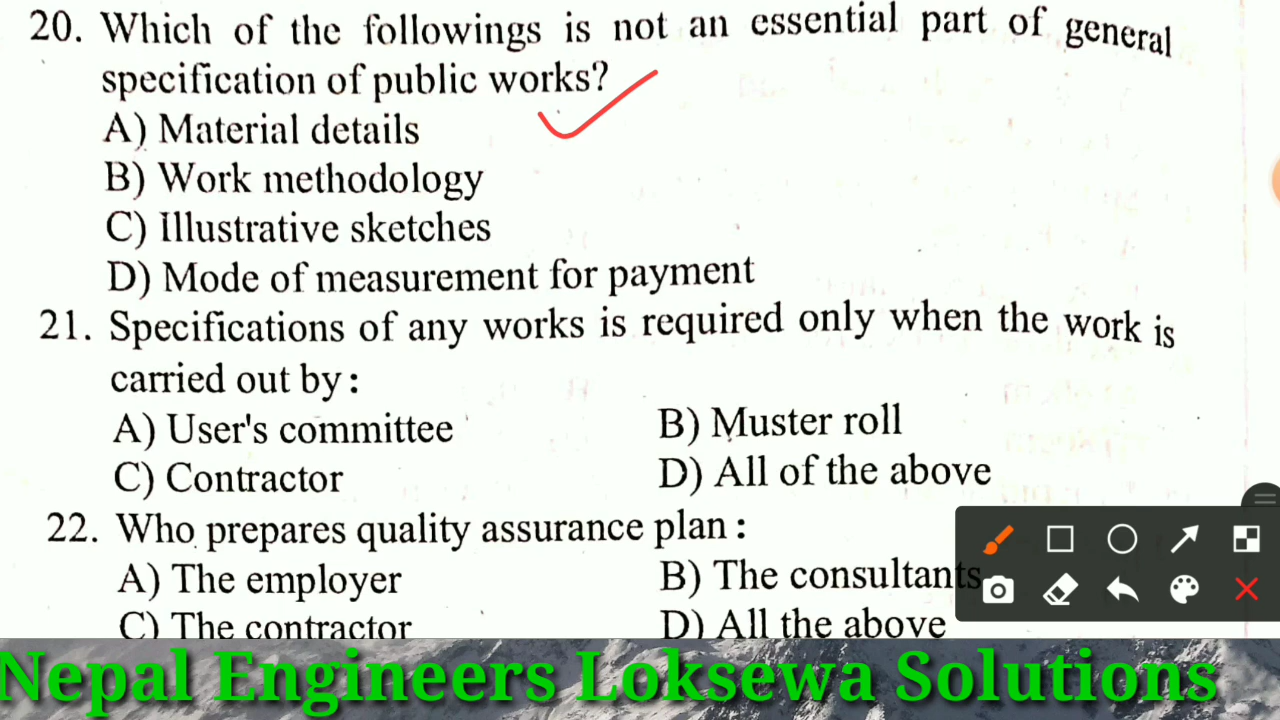 20. Which of the followings is not an essential part of general
specification of public works?
A) Material details
B) Work methodology
C) Illustrative sketches
D) Mode of measurement for payment
21. Specifications of any works is required only when the work is
carried out by:
A) User's committee B) Muster roll
C) Contractor D) All of the above
22. Who prepares quality assurance plan:
A) The employer B) The consultants
C) The contractor D) All the above
Nepal Engineers Loksewa Solutions